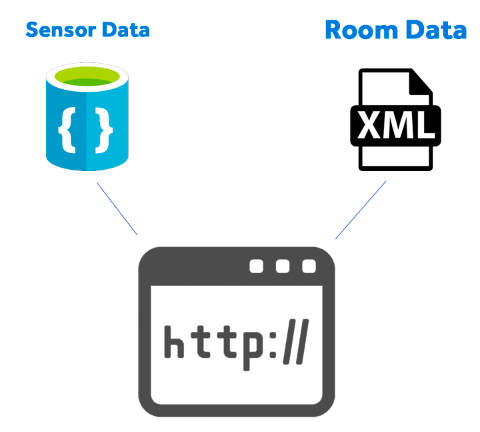 Sensor Data
Room Data
{ }
XML
http://